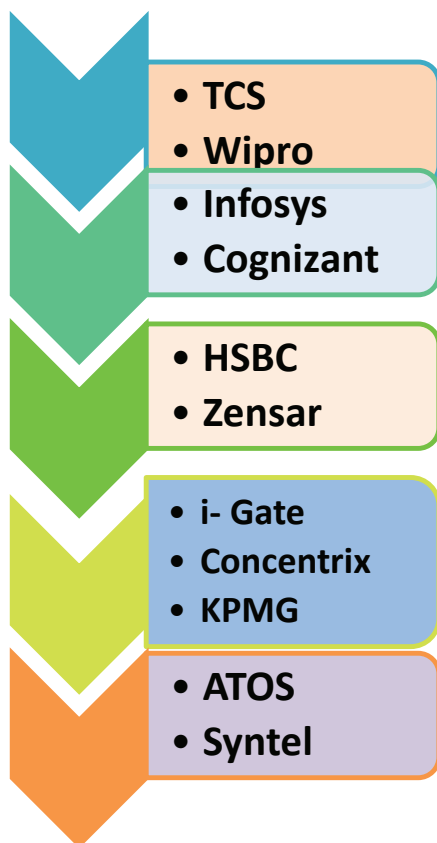 • TCS
• Wipro
• Infosys
• Cognizant
• HSBC
• Zensar
• i- Gate
• Concentrix
• KPMG
• ATOS
• Syntel